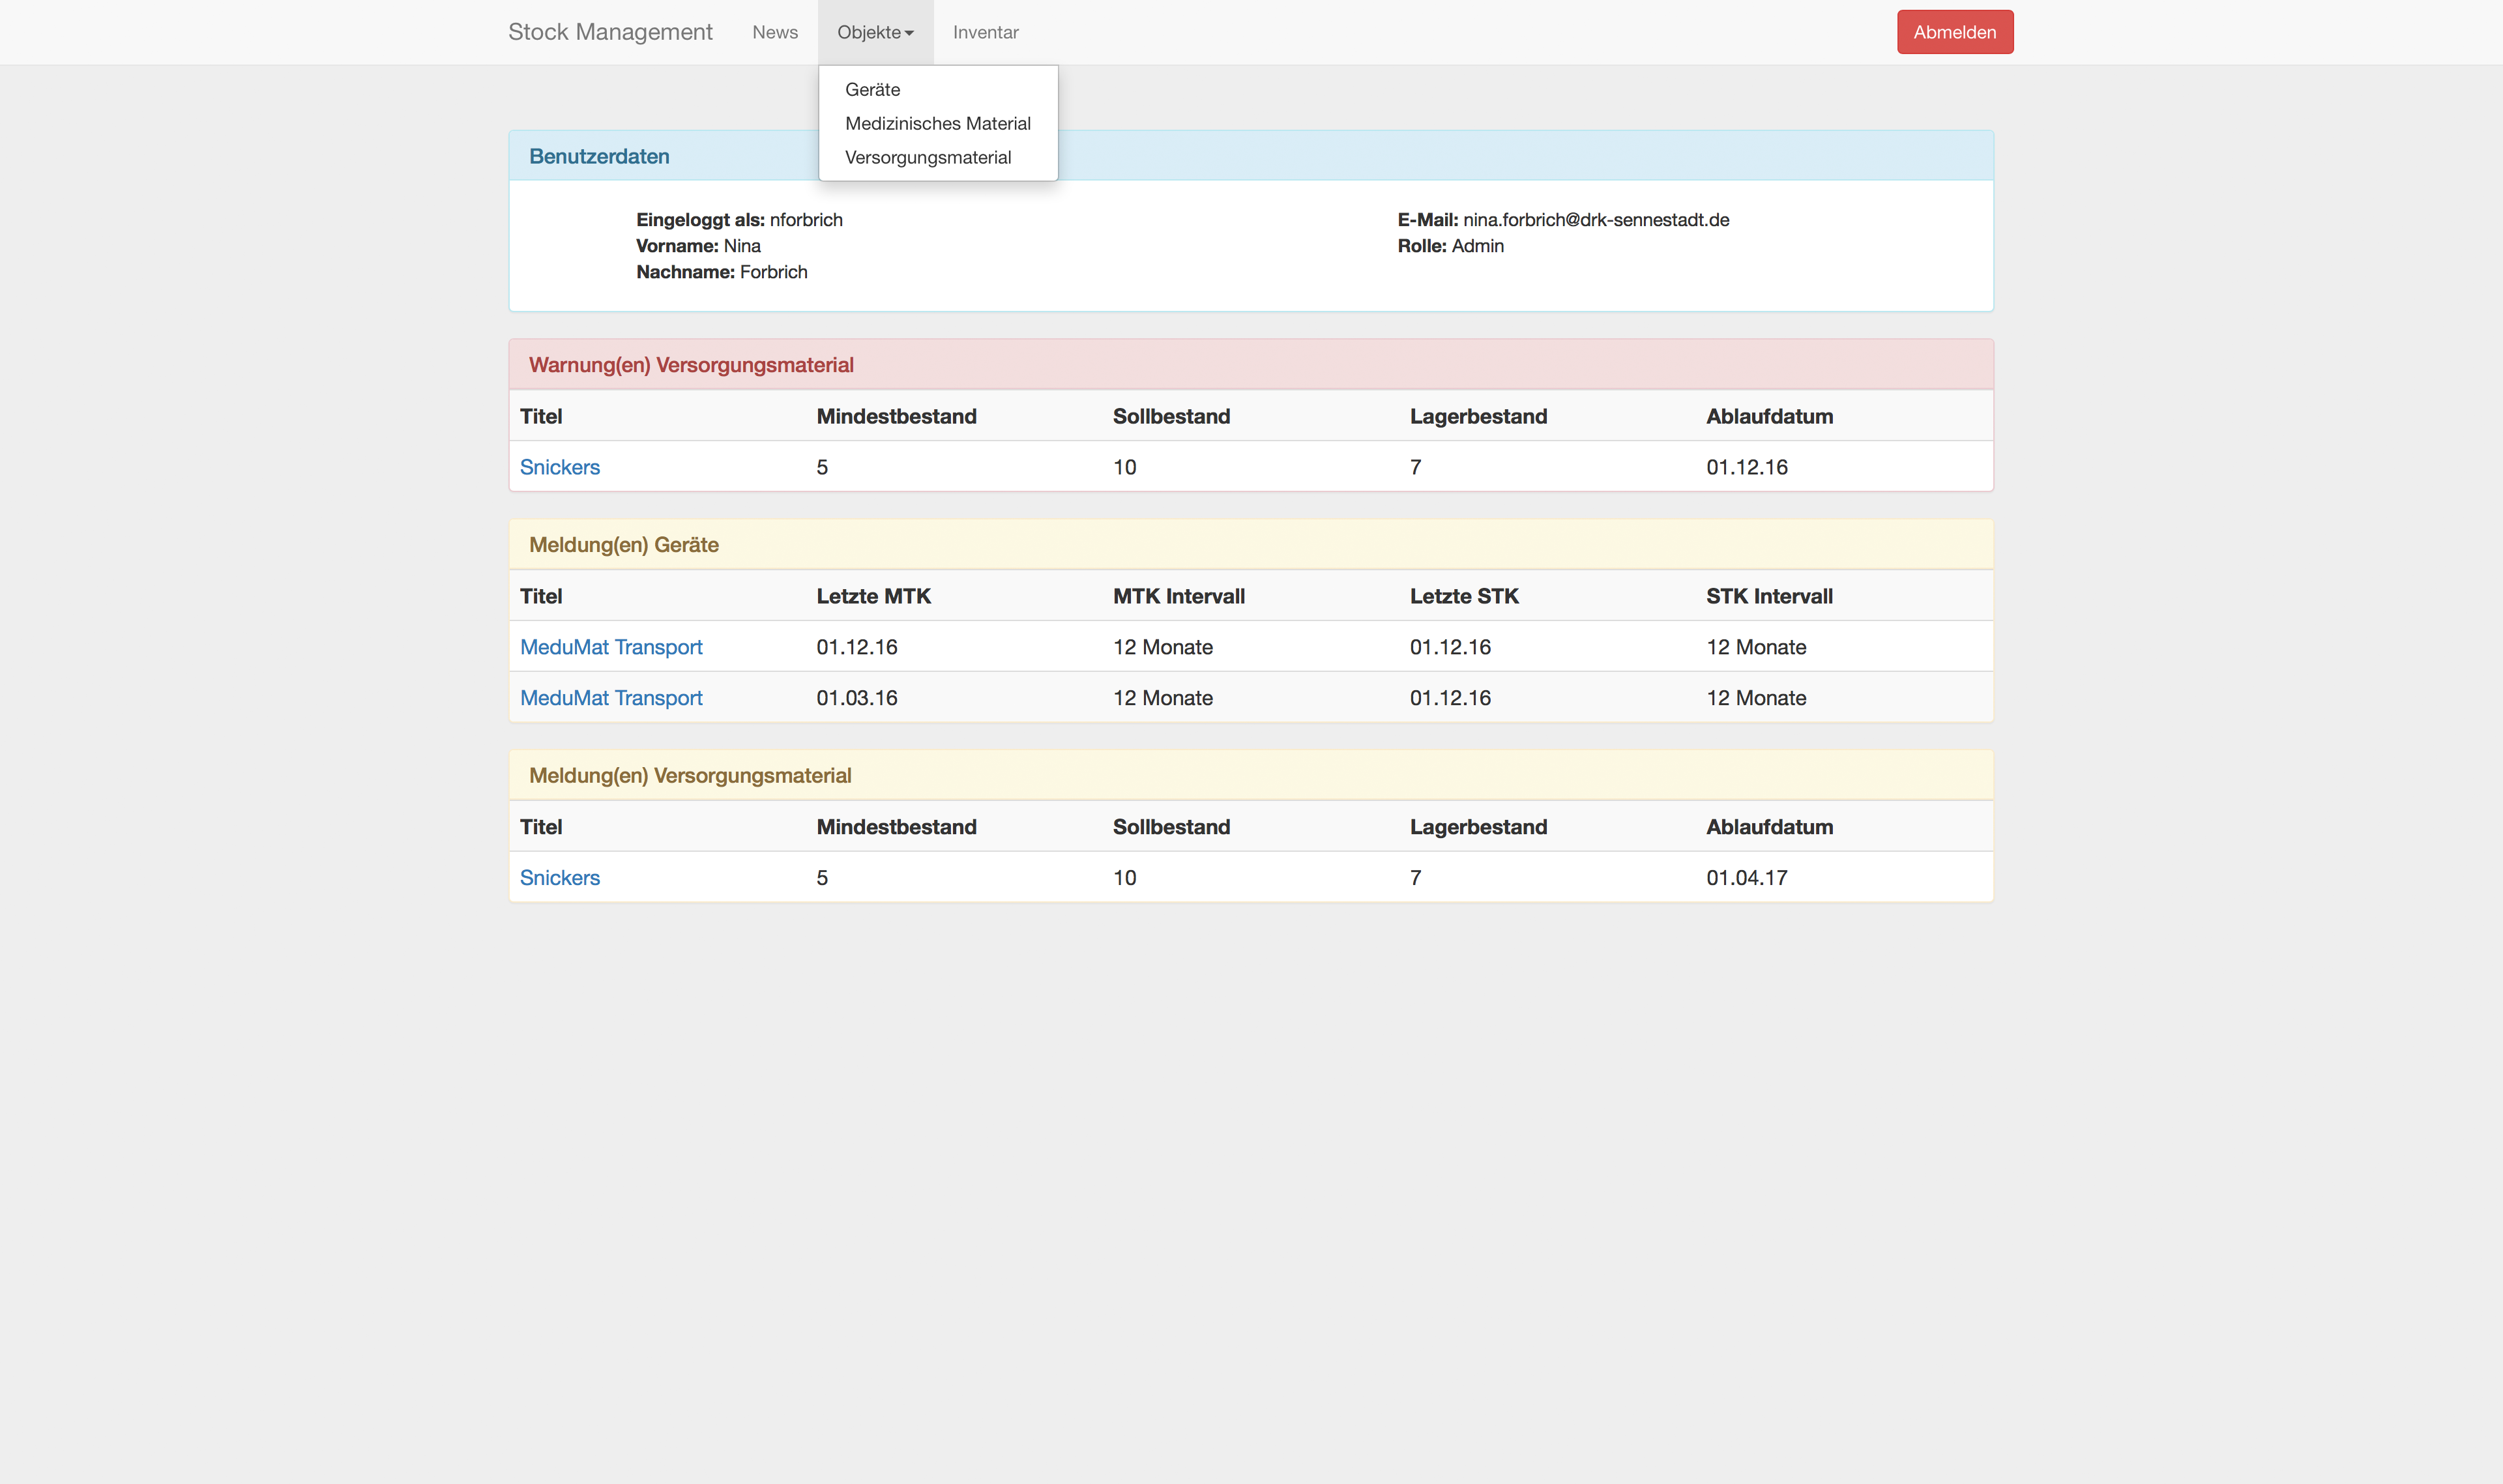 Stock Management News Objekte Inventar Abmelden
Geräte
Medizinisches Material
Versorgungsmaterial
Benutzerdaten
Eingeloggt als: nforbrich E-Mail: nina.forbrich@drk-sennestadt.de
Vorname: Nina Rolle: Admin
Nachname: Forbrich
Warnung(en) Versorgungsmaterial
Titel Mindestbestand Sollbestand Lagerbestand Ablaufdatum
Snickers 5 10 7 01.12.16
Meldung(en) Geräte
Titel Letzte MTK MTK Intervall Letzte STK STK Intervall
MeduMat Transport 01.12.16 12 Monate 01.12.16 12 Monate
MeduMat Transport 01.03.16 12 Monate 01.12.16 12 Monate
Meldung(en) Versorgungsmaterial
Titel Mindestbestand Sollbestand Lagerbestand Ablaufdatum
Snickers 5 10 7 01.04.17